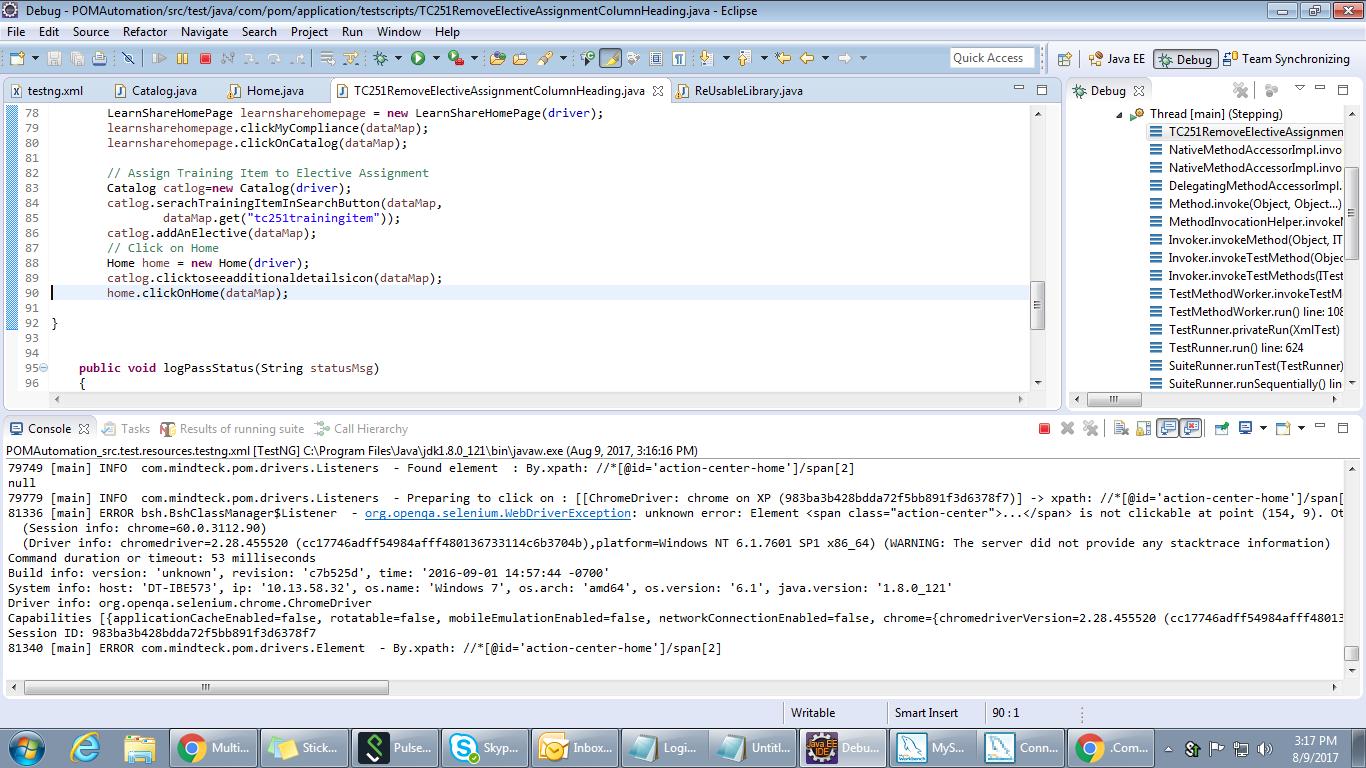 Debug - POMAutomation/src/test/java/com/pom/application/testscripts/TC251RemoveElectiveAssignmentColumnHeading.java - Eclipse
File Edit Source Refactor Navigate Search Project Run Window Help
Quick Access Java EE Debug Team Synchronizing
testng.xml Catalog.java Home.java TC251RemoveElectiveAssignmentColumnHeading.java ReUsableLibrary.java
78 LearnShareHomePage learnsharehomepage = new LearnShareHomePage(driver);
79 learnsharehomepage.clickMyCompliance(dataMap);
80 learnsharehomepage.clickOnCatalog(dataMap);
81
82 // Assign Training Item to Elective Assignment
83 Catalog catlog=new Catalog(driver);
84 catlog.serachTrainingItemInSearchButton(dataMap,
85 dataMap.get("tc251trainingitem"));
86 catlog.addAnElective(dataMap);
87 // Click on Home
88 Home home = new Home(driver);
89 catlog.clicktoseeadditionaldetailsicon(dataMap);
90 home.clickOnHome(dataMap);
91
92 }
93
94
95 public void logPassStatus(String statusMsg)
96 {
Debug
Thread [main] (Stepping)
TC251RemoveElectiveAssignmen
NativeMethodAccessorImpl.invo
NativeMethodAccessorImpl.invo
DelegatingMethodAccessorImpl.
Method.invoke(Object, Object...)
MethodInvocationHelper.invokeM
Invoker.invokeMethod(Object, IT
Invoker.invokeTestMethod(Objec
Invoker.invokeTestMethods(ITest
TestMethodWorker.invokeTestM
TestMethodWorker.run() line: 108
TestRunner.privateRun(XmlTest)
TestRunner.run() line: 624
SuiteRunner.runTest(TestRunner)
SuiteRunner.runSequentially() lin
Console Tasks Results of running suite Call Hierarchy
POMAutomation_src.test.resources.testng.xml [TestNG] C:\Program Files\Java\jdk1.8.0_121\bin\javaw.exe (Aug 9, 2017, 3:16:16 PM)
79749 [main] INFO com.mindteck.pom.drivers.Listeners - Found element : By.xpath: //*[@id='action-center-home']/span[2]
null
79779 [main] INFO com.mindteck.pom.drivers.Listeners - Preparing to click on : [[ChromeDriver: chrome on XP (983ba3b428bdda72f5bb891f3d6378f7)] -> xpath: //*[@id='action-center-home']/span[
81336 [main] ERROR bsh.BshClassManager$Listener - org.openqa.selenium.WebDriverException: unknown error: Element <span class="action-center">...</span> is not clickable at point (154, 9). Ot
(Session info: chrome=60.0.3112.90)
(Driver info: chromedriver=2.28.455520 (cc17746adff54984afff480136733114c6b3704b),platform=Windows NT 6.1.7601 SP1 x86_64) (WARNING: The server did not provide any stacktrace information)
Command duration or timeout: 53 milliseconds
Build info: version: 'unknown', revision: 'c7b525d', time: '2016-09-01 14:57:44 -0700'
System info: host: 'DT-IBE573', ip: '10.13.58.32', os.name: 'Windows 7', os.arch: 'amd64', os.version: '6.1', java.version: '1.8.0_121'
Driver info: org.openqa.selenium.chrome.ChromeDriver
Capabilities [{applicationCacheEnabled=false, rotatable=false, mobileEmulationEnabled=false, networkConnectionEnabled=false, chrome={chromedriverVersion=2.28.455520 (cc17746adff54984afff48013
Session ID: 983ba3b428bdda72f5bb891f3d6378f7
81340 [main] ERROR com.mindteck.pom.drivers.Element - By.xpath: //*[@id='action-center-home']/span[2]
Writable Smart Insert 90 : 1
Multi... Stick... Pulse... Skyp... Inbox... Logi... Untitl... Debu... MyS... Conn... .Com...
3:17 PM
8/9/2017